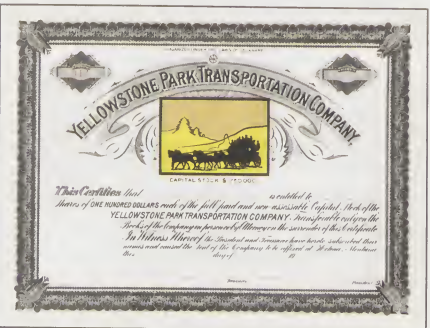 YELLOWSTONE PARK TRANSPORTATION COMPANY.
CAPITAL STOCK $
This Certifies that is entitled to
Shares of ONE HUNDRED DOLLARS each of the full paid and non-assessable Capital Stock of the
YELLOWSTONE PARK TRANSPORTATION COMPANY, transferable only on the
Books of the Company in person or by Attorney on the surrender of this Certificate
In Witness Whereof the President and Treasurer have hereto subscribed their
names and caused the Seal of the Company to be affixed at Helena, Montana
this day of
Treasurer. President.